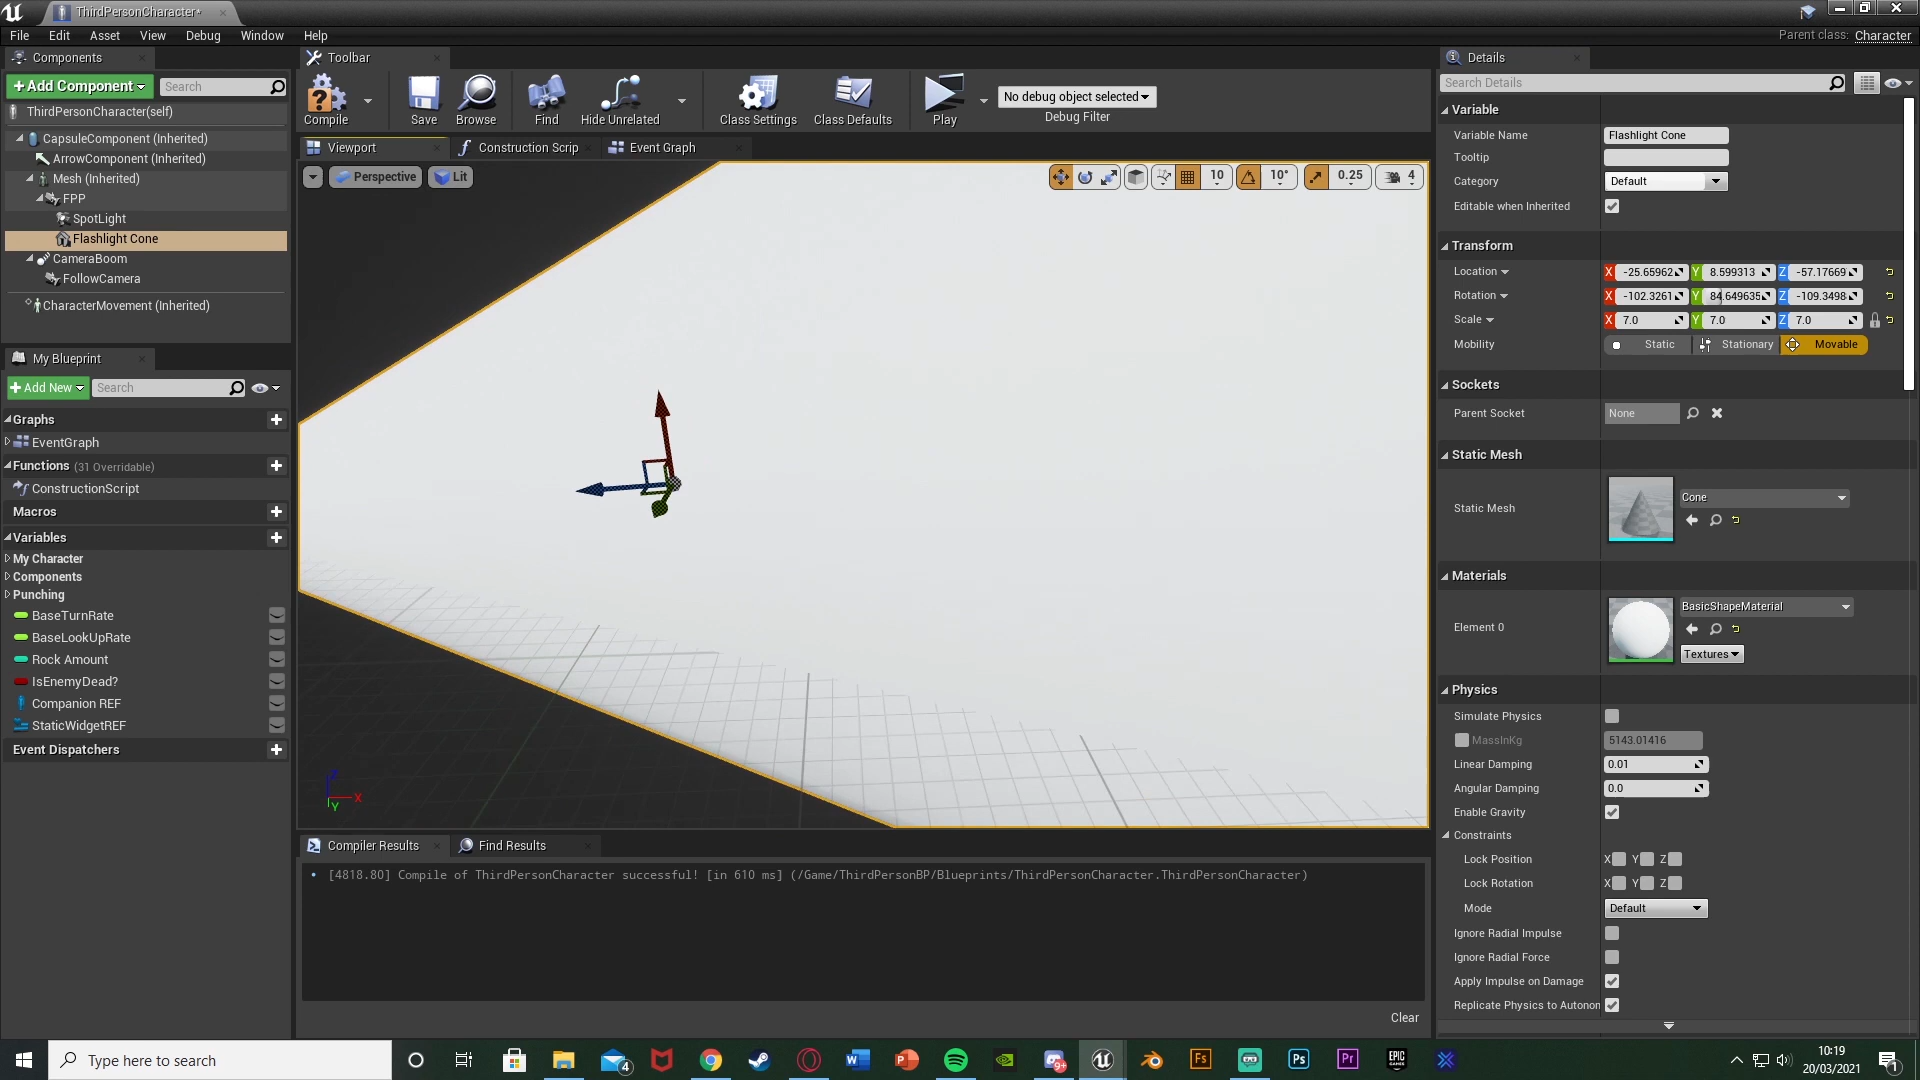 ThirdPersonCharacter*
File Edit Asset View Debug Window Help
Parent class: Character
Components
+Add Component
Search
ThirdPersonCharacter(self)
CapsuleComponent (Inherited)
ArrowComponent (Inherited)
Mesh (Inherited)
FPP
SpotLight
Flashlight Cone
CameraBoom
FollowCamera
CharacterMovement (Inherited)
My Blueprint
+Add New
Search
Graphs
EventGraph
Functions (31 Overridable)
ConstructionScript
Macros
Variables
My Character
Components
Punching
BaseTurnRate
BaseLookUpRate
Rock Amount
IsEnemyDead?
Companion REF
StaticWidgetREF
Event Dispatchers
Toolbar
Compile Save Browse Find Hide Unrelated Class Settings Class Defaults Play
No debug object selected
Debug Filter
Viewport Construction Scrip Event Graph
Perspective Lit
10 10° 0.25 4
Z
X
Y
Compiler Results Find Results
[4818.80] Compile of ThirdPersonCharacter successful! [in 610 ms] (/Game/ThirdPersonBP/Blueprints/ThirdPersonCharacter.ThirdPersonCharacter)
Clear
Details
Search Details
Variable
Variable Name Flashlight Cone
Tooltip
Category Default
Editable when Inherited
Transform
Location X -25.65962 Y 8.599313 Z -57.17669
Rotation X -102.3261 Y 84.649635 Z -109.3498
Scale X 7.0 Y 7.0 Z 7.0
Mobility Static Stationary Movable
Sockets
Parent Socket None
Static Mesh
Static Mesh Cone
Materials
Element 0 BasicShapeMaterial
Textures
Physics
Simulate Physics
MassInKg 5143.01416
Linear Damping 0.01
Angular Damping 0.0
Enable Gravity
Constraints
Lock Position X Y Z
Lock Rotation X Y Z
Mode Default
Ignore Radial Impulse
Ignore Radial Force
Apply Impulse on Damage
Replicate Physics to Autonon
Type here to search
4
W
P
9+
Fs
Ps
Pr
EPIC GAMES
10:19
20/03/2021
1